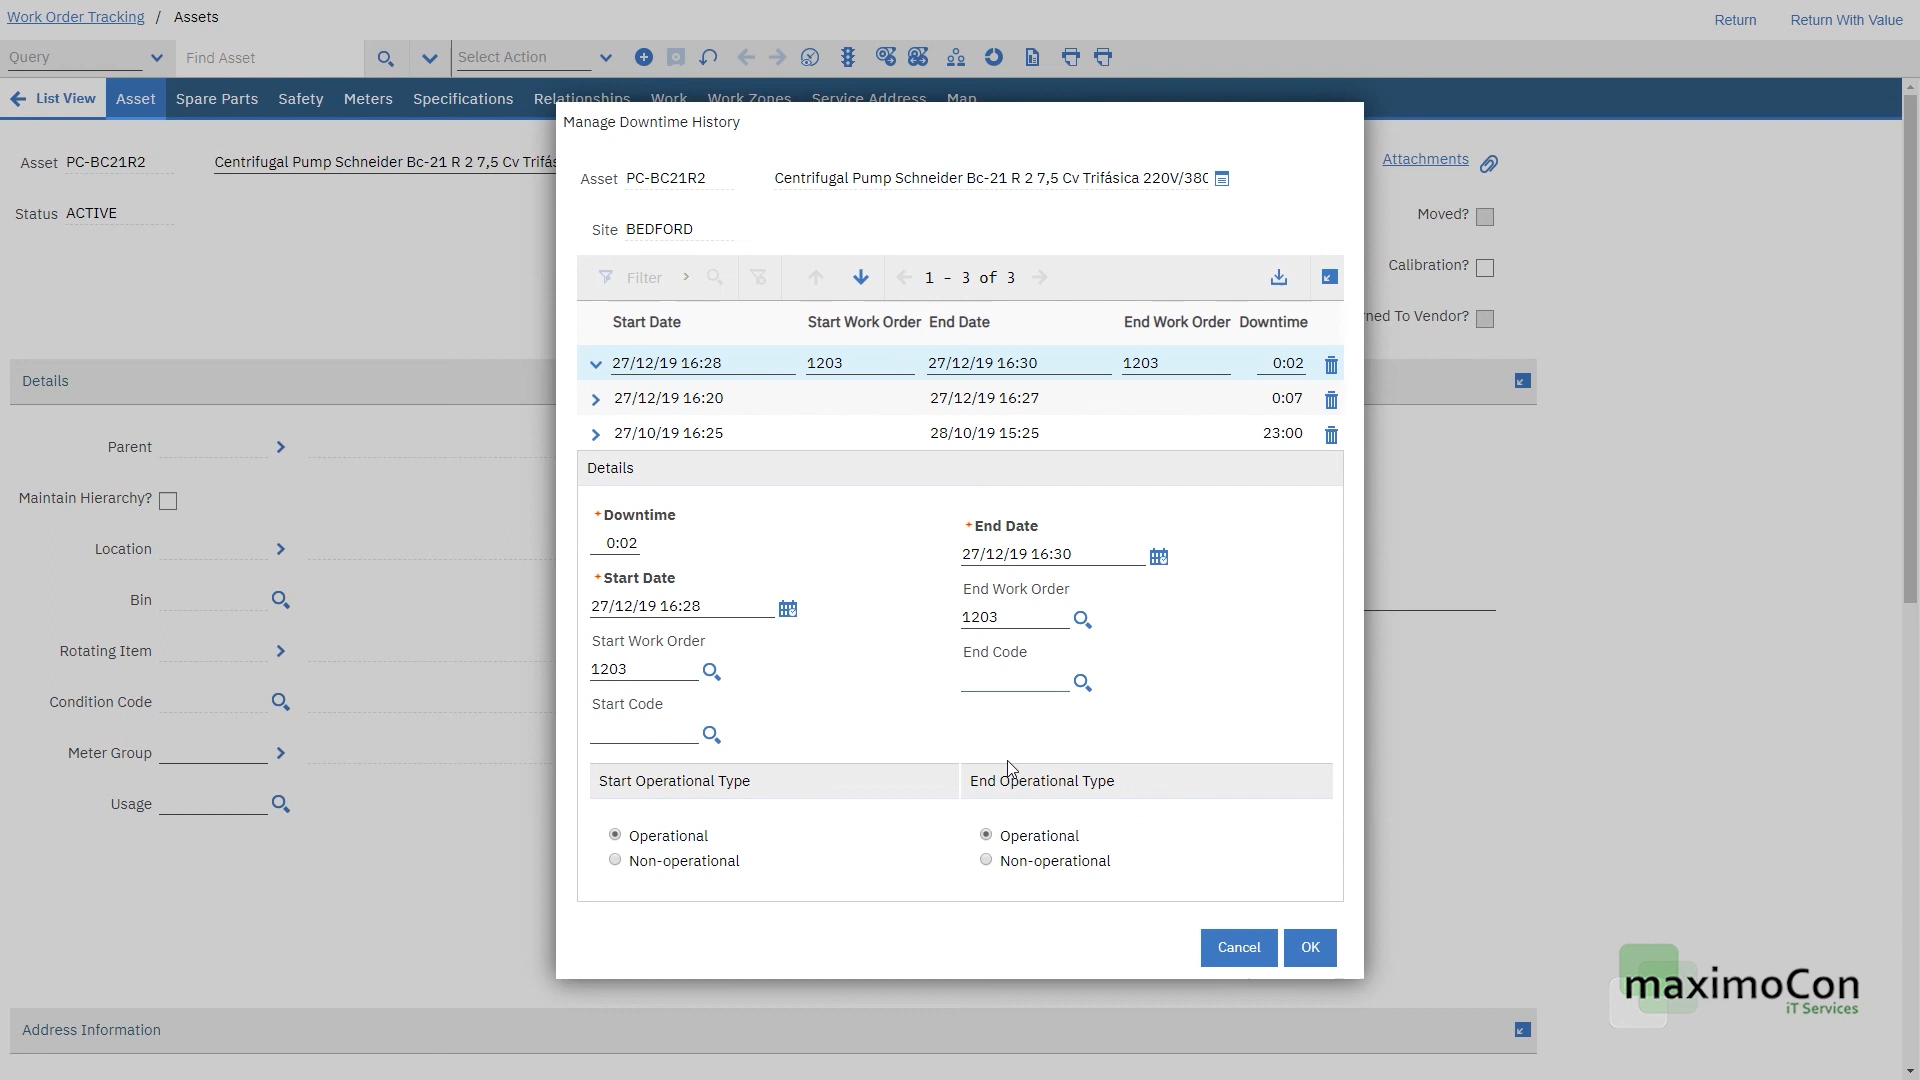 Work Order Tracking / Assets
Return Return With Value
Query Find Asset Select Action
List View Asset Spare Parts Safety Meters Specifications Relationships Work Work Zones Service Address Map
Manage Downtime History
Asset PC-BC21R2 Centrifugal Pump Schneider Bc-21 R 2 7,5 Cv Trifás
Attachments
Asset PC-BC21R2 Centrifugal Pump Schneider Bc-21 R 2 7,5 Cv Trifásica 220V/380
Status ACTIVE
Moved?
Site BEDFORD
Calibration?
Filter 1 - 3 of 3
To Vendor?
Start Date Start Work Order End Date End Work Order Downtime
27/12/19 16:28 1203 27/12/19 16:30 1203 0:02
27/12/19 16:20 27/12/19 16:27 0:07
27/10/19 16:25 28/10/19 15:25 23:00
Details
Details
Parent
Maintain Hierarchy?
Location
Bin
Rotating Item
Condition Code
Meter Group
Usage
*Downtime
0:02
*Start Date
27/12/19 16:28
Start Work Order
1203
Start Code
*End Date
27/12/19 16:30
End Work Order
1203
End Code
Start Operational Type End Operational Type
Operational Operational
Non-operational Non-operational
Cancel OK
maximoCon
iT Services
Address Information